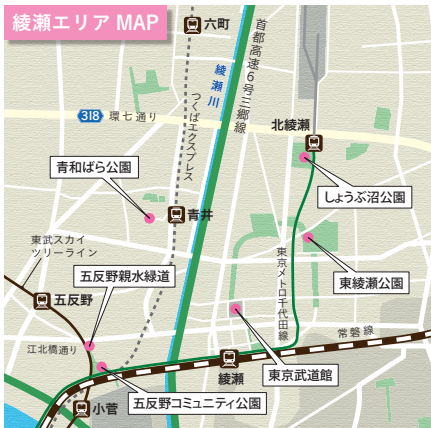 綾瀬エリア MAP
六町
首都高速6号三郷線
綾瀬川
318 環七通り
つくばエクスプレス
北綾瀬
青和ばら公園
しょうぶ沼公園
青井
東武スカイ
ツリーライン
東京メトロ千代田線
五反野親水緑道
東綾瀬公園
五反野
江北橋通り
常磐線
綾瀬
東京武道館
五反野コミュニティ公園
小菅